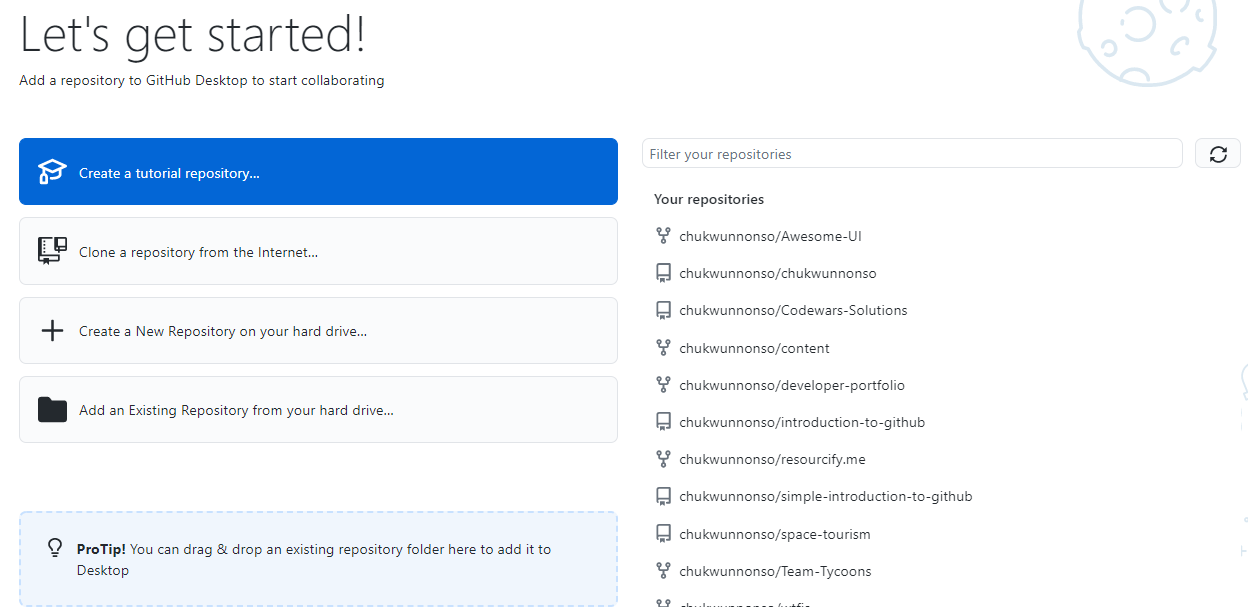 Let's get started!
Add a repository to GitHub Desktop to start collaborating
Create a tutorial repository...
Clone a repository from the Internet...
Create a New Repository on your hard drive...
Add an Existing Repository from your hard drive...
ProTip! You can drag & drop an existing repository folder here to add it to
Desktop
Filter your repositories
Your repositories
chukwunnonso/Awesome-UI
chukwunnonso/chukwunnonso
chukwunnonso/Codewars-Solutions
chukwunnonso/content
chukwunnonso/developer-portfolio
chukwunnonso/introduction-to-github
chukwunnonso/resourcify.me
chukwunnonso/simple-introduction-to-github
chukwunnonso/space-tourism
chukwunnonso/Team-Tycoons